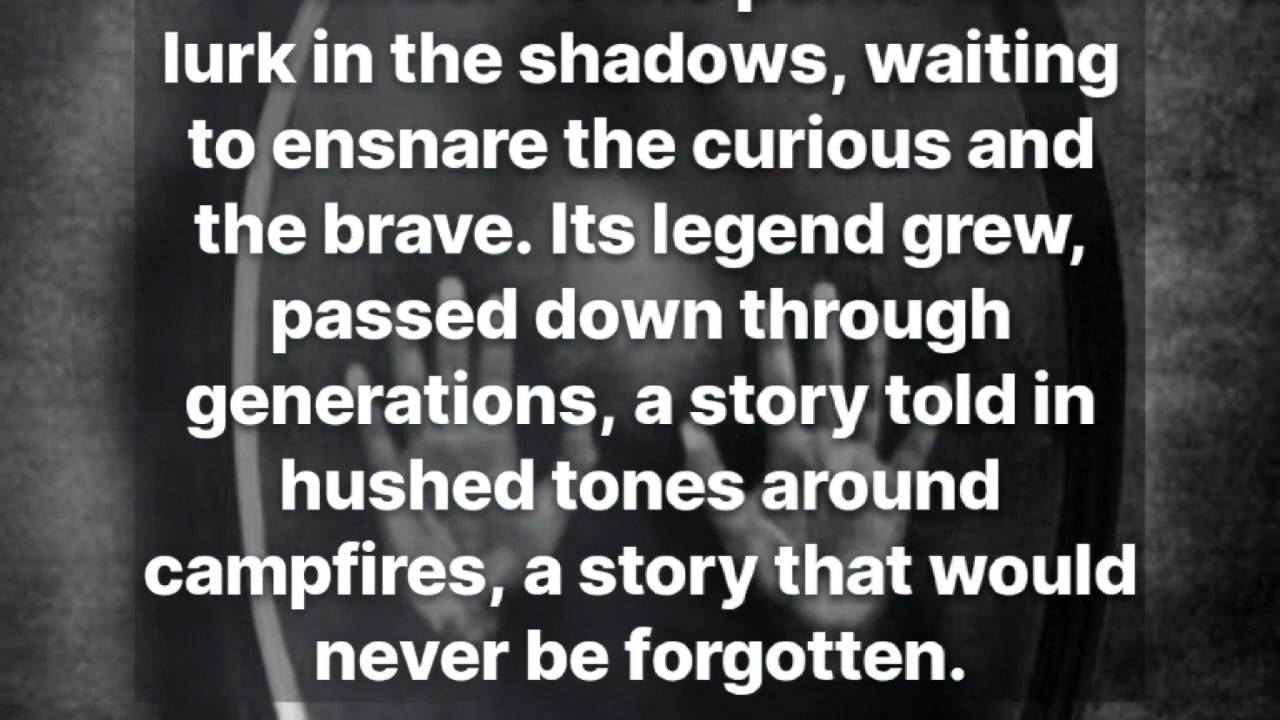 lurk in the shadows, waiting
to ensnare the curious and
the brave. Its legend grew,
passed down through
generations, a story told in
hushed tones around
campfires, a story that would
never be forgotten.